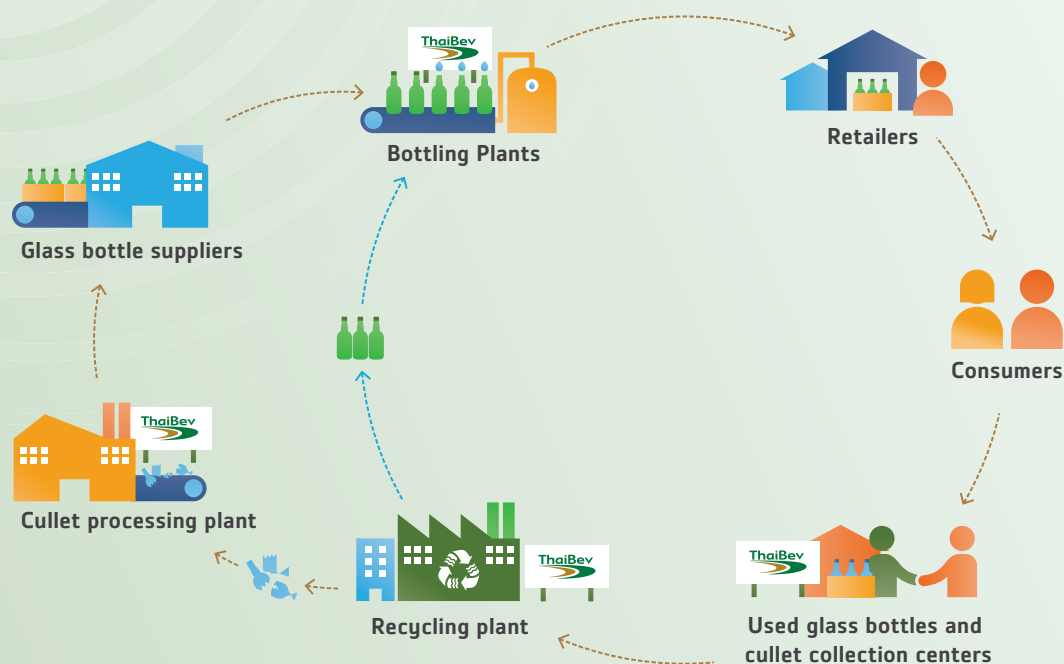 ThaiBev
Bottling Plants
Retailers
Glass bottle suppliers
Consumers
ThaiBev
Cullet processing plant
ThaiBev
Recycling plant
ThaiBev
Used glass bottles and
cullet collection centers